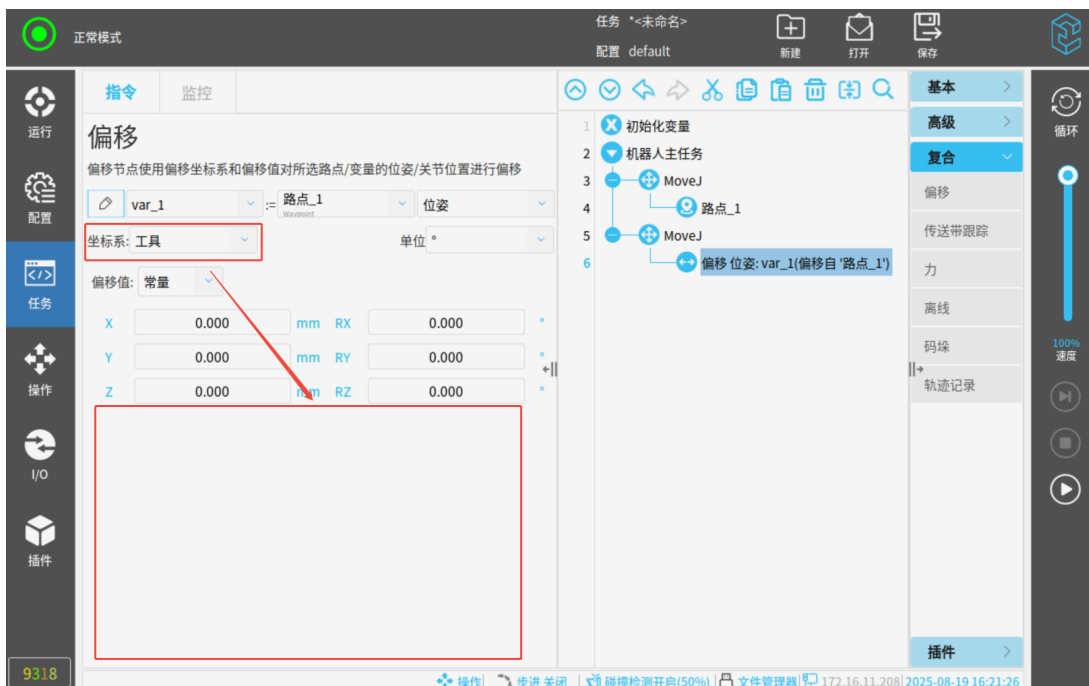 正常模式
任务 *<未命名>
配置 default
新建
打开
保存
运行
配置
任务
操作
I/O
插件
9318
指令
监控
偏移
偏移节点使用偏移坐标系和偏移值对所选路点/变量的位姿/关节位置进行偏移
var_1 := 路点_1 位姿
Waypoint
坐标系: 工具 单位 °
偏移值: 常量
X 0.000 mm RX 0.000 °
Y 0.000 mm RY 0.000 °
Z 0.000 mm RZ 0.000 °
1 初始化变量
2 机器人主任务
3 MoveJ
4 路点_1
5 MoveJ
6 偏移 位姿: var_1(偏移自 '路点_1')
基本
高级
复合
偏移
传送带跟踪
力
离线
码垛
轨迹记录
插件
循环
100%
速度
操作 步进 关闭 碰撞检测开启(50%) 文件管理器 172.16.11.208 2025-08-19 16:21:26